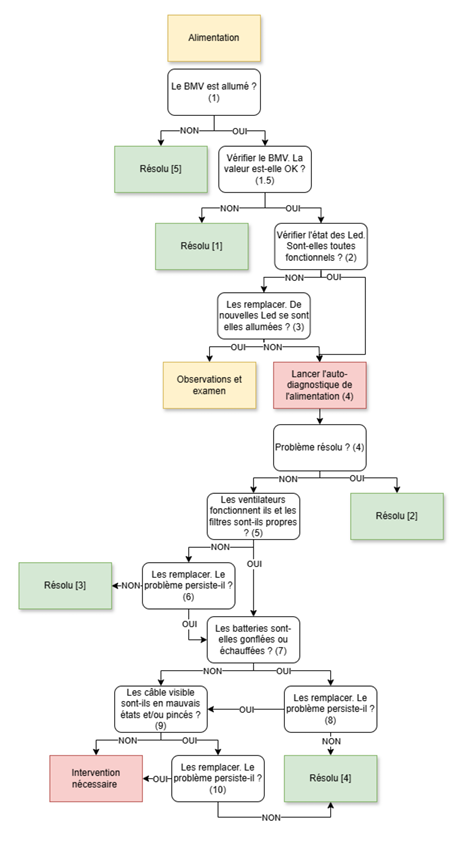 Alimentation
Le BMV est allumé ?
(1)
NON
OUI
Résolu [5]
Vérifier le BMV. La
valeur est-elle OK ?
(1.5)
NON
OUI
Résolu [1]
Vérifier l'état des Led.
Sont-elles toutes
fonctionnels ? (2)
NON
OUI
Les remplacer. De
nouvelles Led se sont
elles allumées ? (3)
OUI
NON
Observations et
examen
Lancer l'auto-
diagnostique de
l'alimentation (4)
Problème résolu ? (4)
NON
OUI
Les ventilateurs
fonctionnent ils et les
filtres sont-ils propres
? (5)
Résolu [2]
NON
OUI
Résolu [3]
NON
Les remplacer. Le
problème persiste-il ?
(6)
OUI
Les batteries sont-
elles gonflées ou
échauffées ? (7)
NON
OUI
Les câble visible
sont-ils en mauvais
états et/ou pincés ?
(9)
OUI
Les remplacer. Le
problème persiste-il ?
(8)
NON
OUI
NON
Intervention
nécessaire
OUI
Les remplacer. Le
problème persiste-il ?
(10)
Résolu [4]
NON